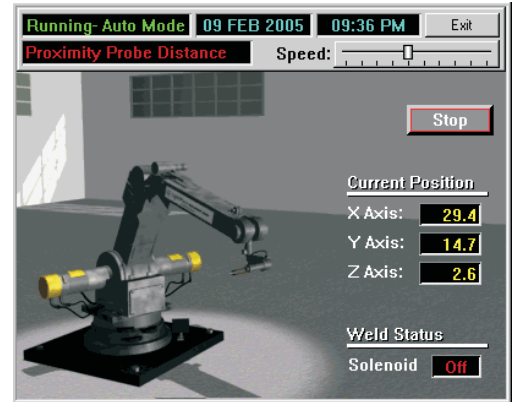 Running- Auto Mode 09 FEB 2005 09:36 PM Exit
Proximity Probe Distance Speed:
Stop
Current Position
X Axis: 29.4
Y Axis: 14.7
Z Axis: 2.6
Weld Status
Solenoid Off